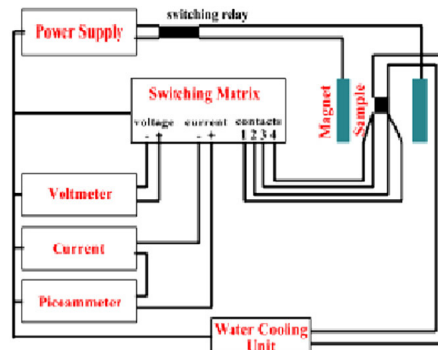 switching relay
Power Supply
Switching Matrix
voltage current contacts
- + - + 1 2 3 4
Magnet
Sample
Voltmeter
Current
Picoammeter
Water Cooling
Unit